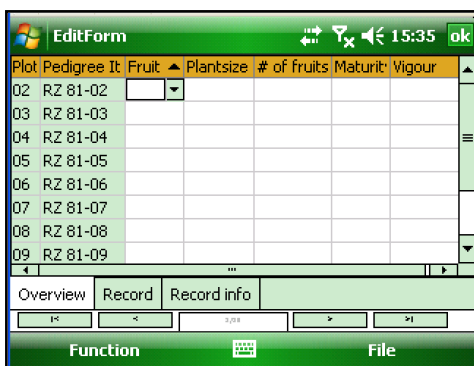 EditForm 15:35 ok
Plot Pedigree It Fruit Plantsize # of fruits Maturit Vigour
02 RZ 81-02
03 RZ 81-03
04 RZ 81-04
05 RZ 81-05
06 RZ 81-06
07 RZ 81-07
08 RZ 81-08
09 RZ 81-09
Overview Record Record info
|< < > >|
Function File